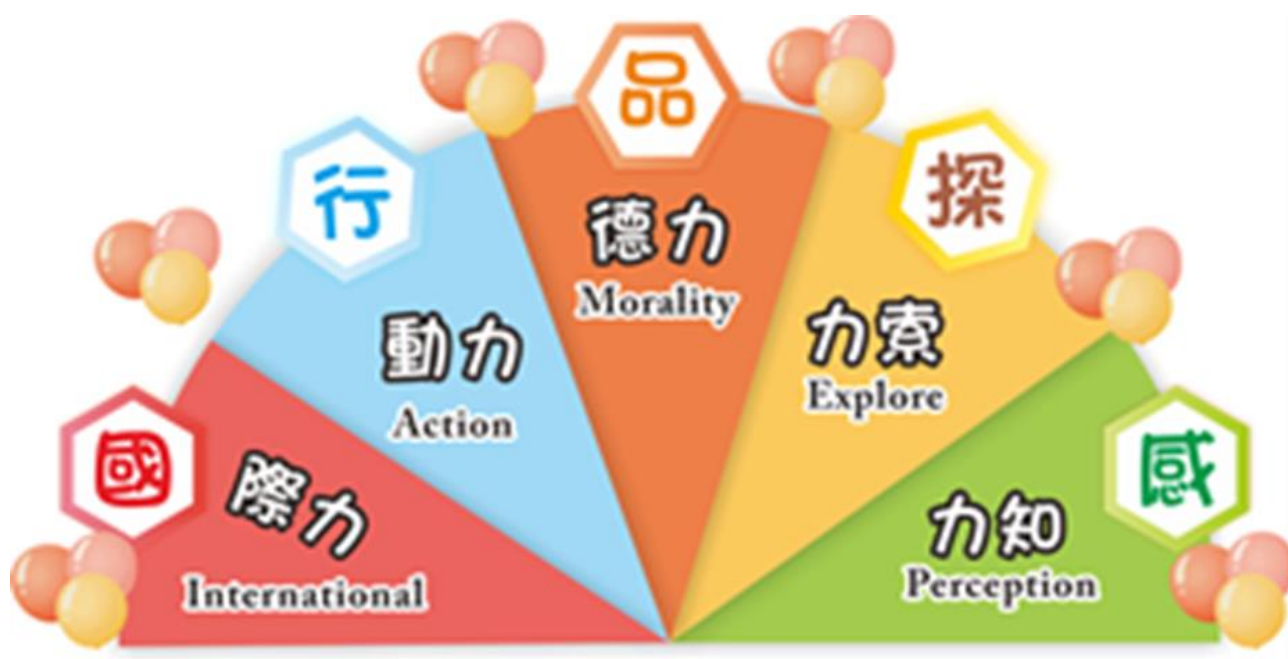 國
際力
International
行
動力
Action
品
德力
Morality
探
力索
Explore
感
力知
Perception